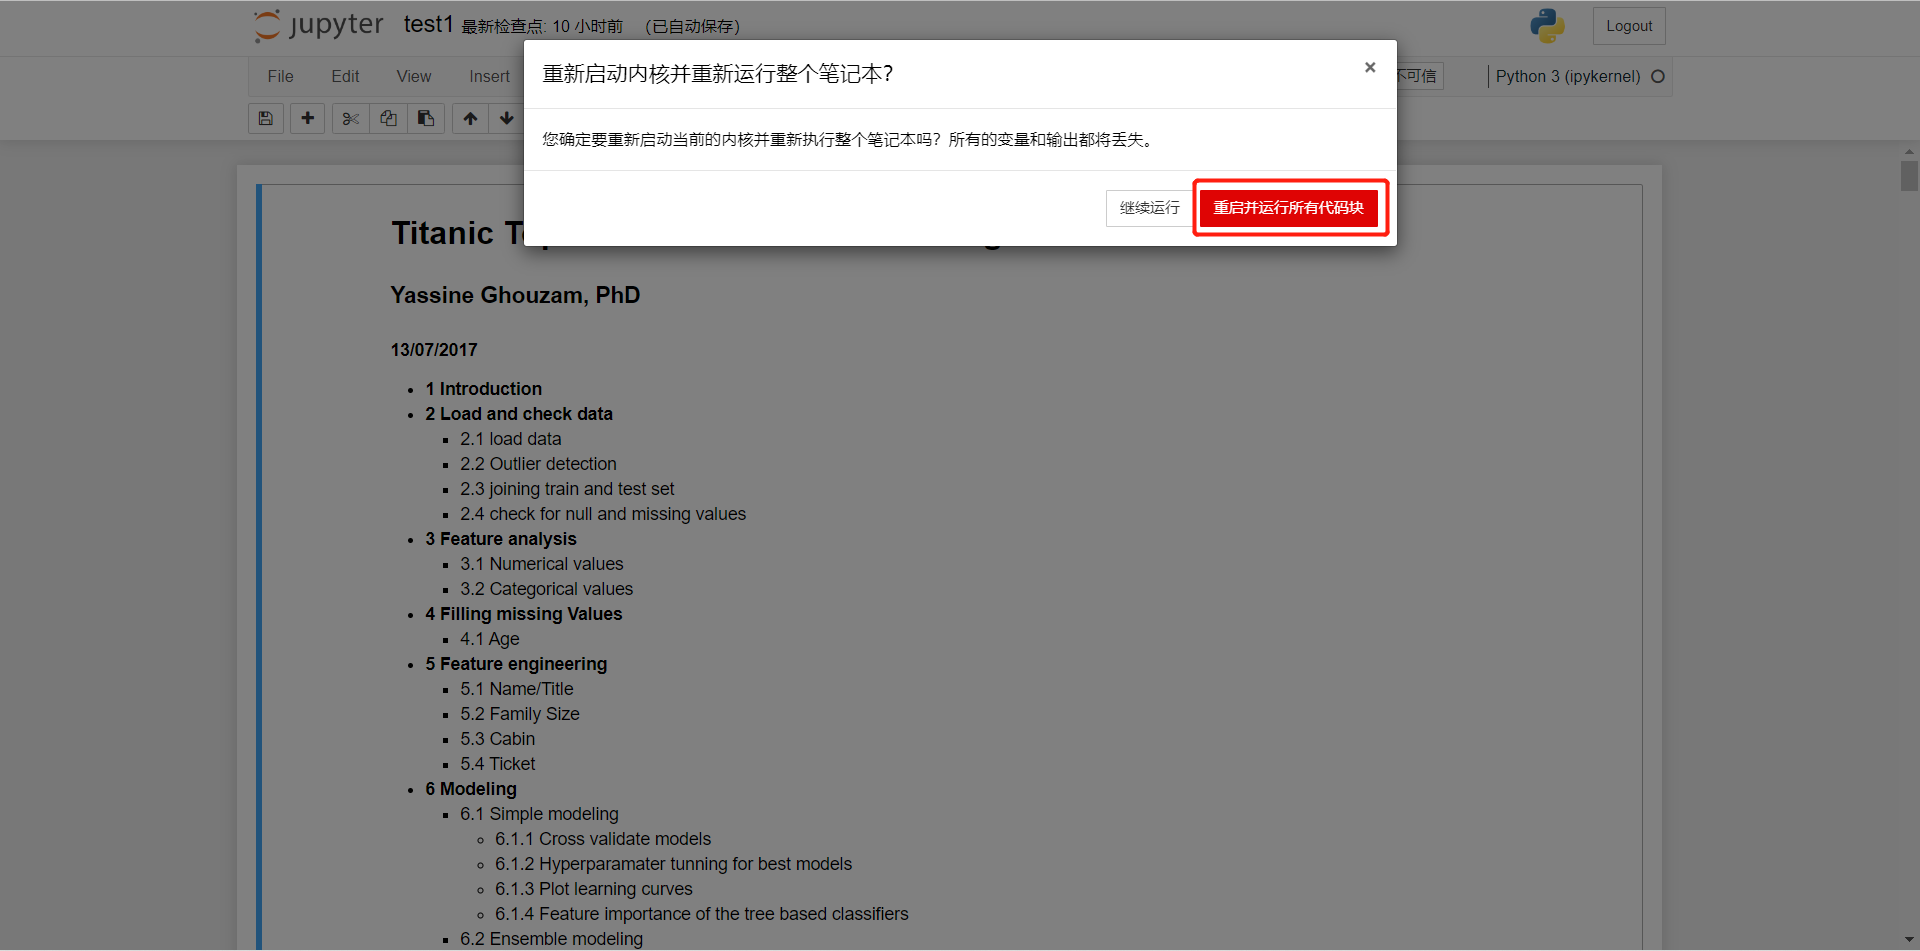 jupyter test1 最新检查点: 10 小时前 (已自动保存) Logout
File Edit View Insert 不可信 Python 3 (ipykernel)
重新启动内核并重新运行整个笔记本?
×
您确定要重新启动当前的内核并重新执行整个笔记本吗？所有的变量和输出都将丢失。
继续运行 重启并运行所有代码块
Titanic
Yassine Ghouzam, PhD
13/07/2017
1 Introduction
2 Load and check data
2.1 load data
2.2 Outlier detection
2.3 joining train and test set
2.4 check for null and missing values
3 Feature analysis
3.1 Numerical values
3.2 Categorical values
4 Filling missing Values
4.1 Age
5 Feature engineering
5.1 Name/Title
5.2 Family Size
5.3 Cabin
5.4 Ticket
6 Modeling
6.1 Simple modeling
6.1.1 Cross validate models
6.1.2 Hyperparamater tunning for best models
6.1.3 Plot learning curves
6.1.4 Feature importance of the tree based classifiers
6.2 Ensemble modeling